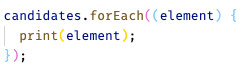 candidates.forEach((element) {
  print(element);
});